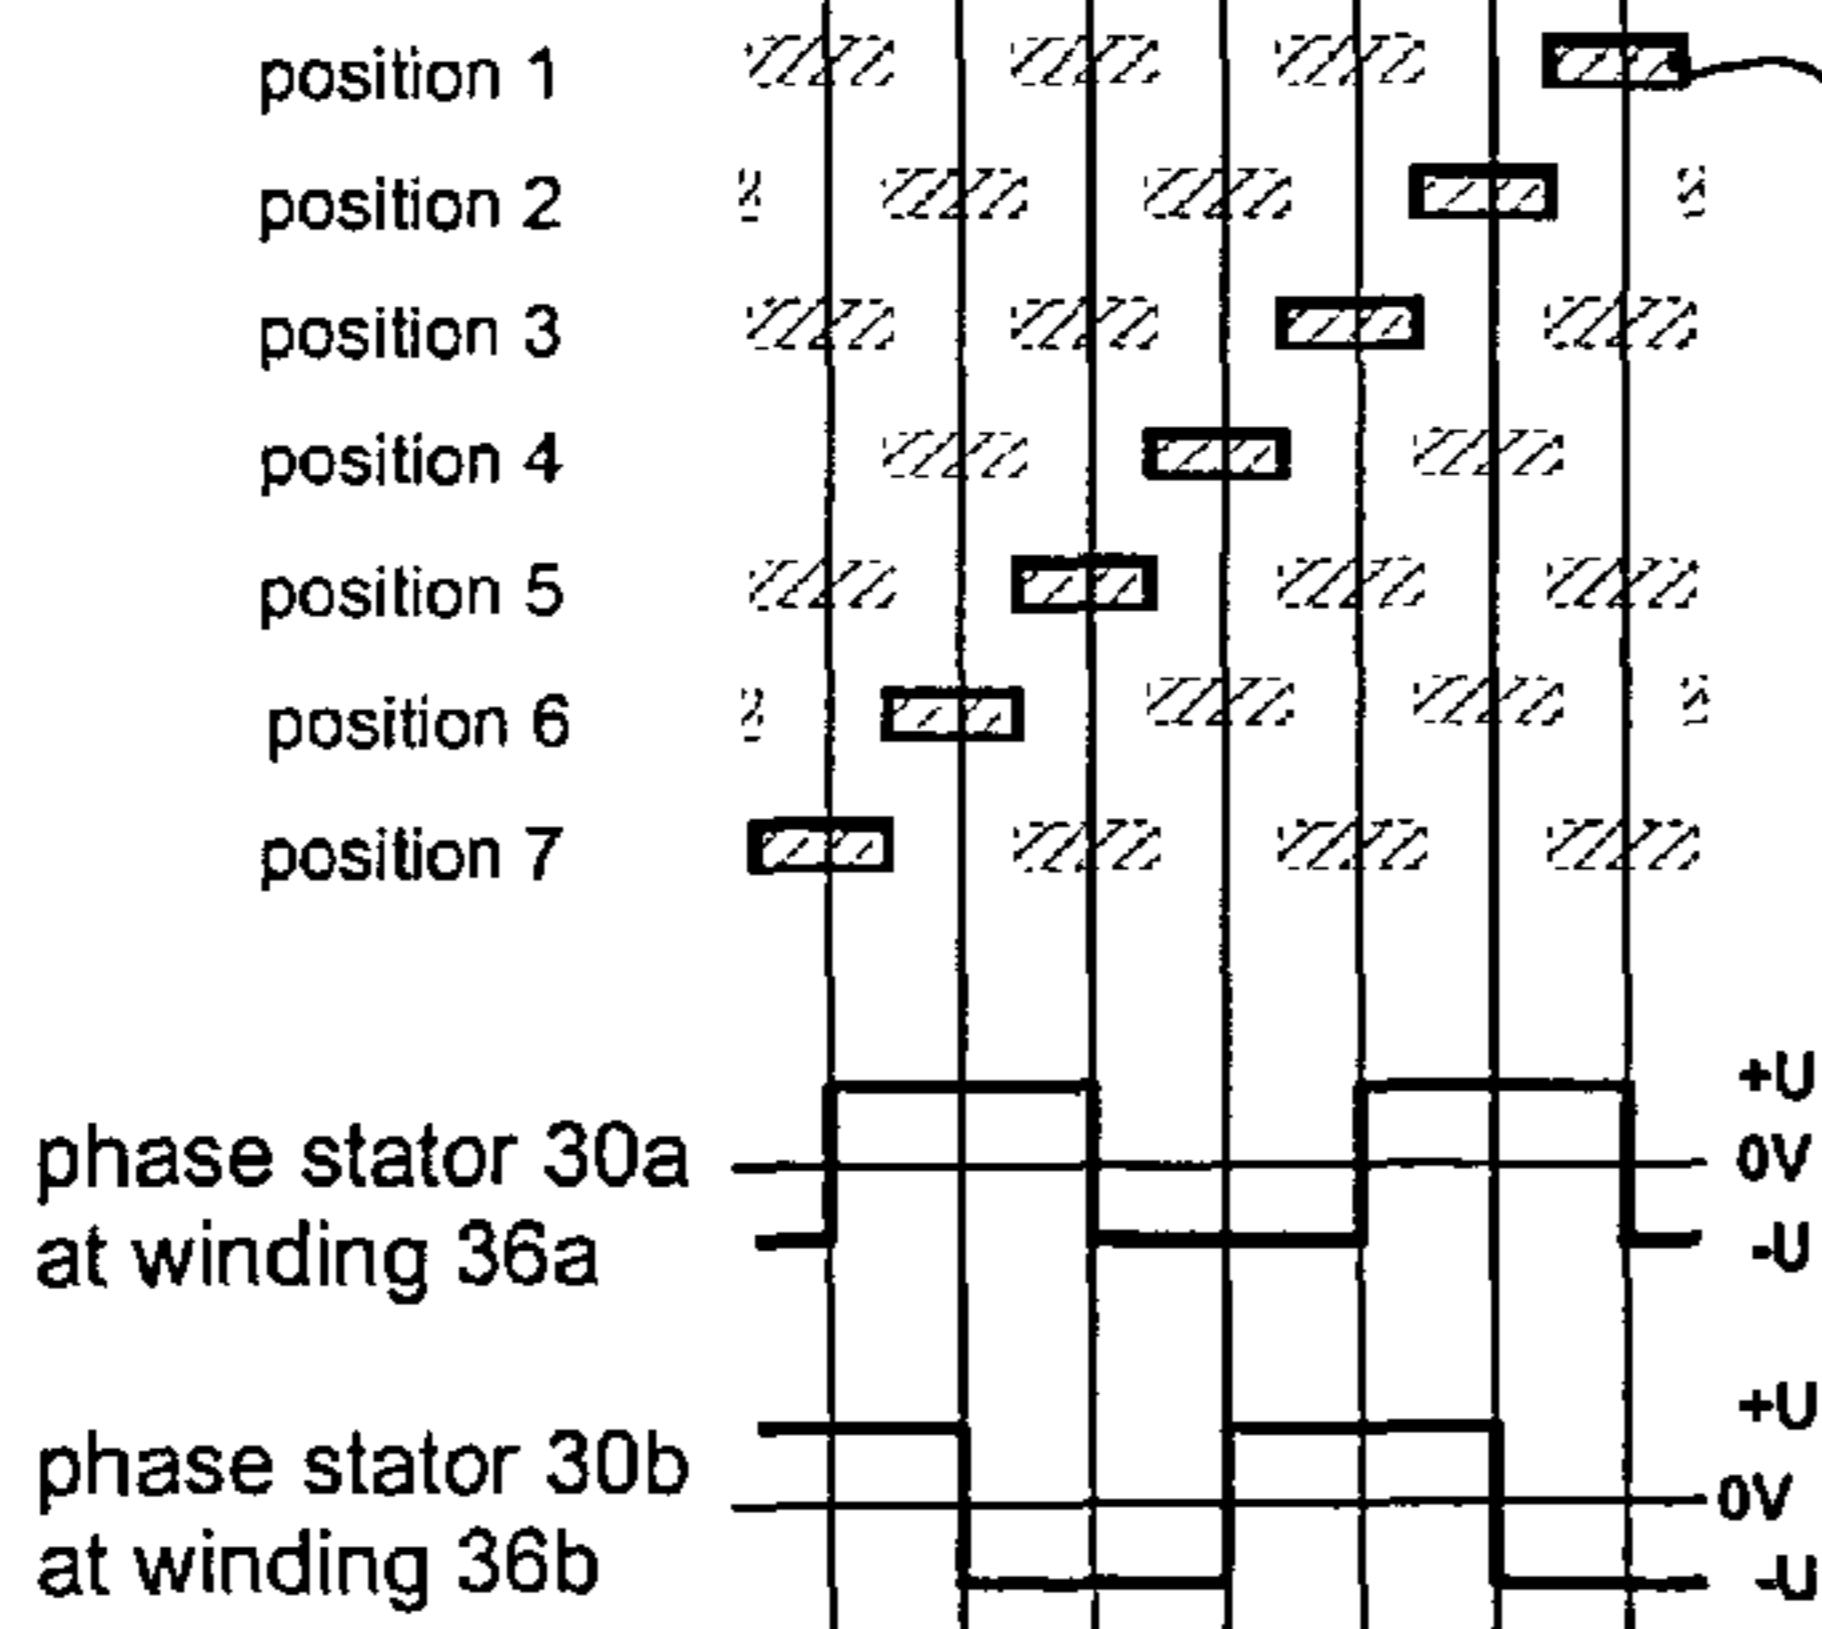 position 1
position 2
position 3
position 4
position 5
position 6
position 7
+U
phase stator 30a
0V
at winding 36a
-U
+U
phase stator 30b
0V
at winding 36b
-U